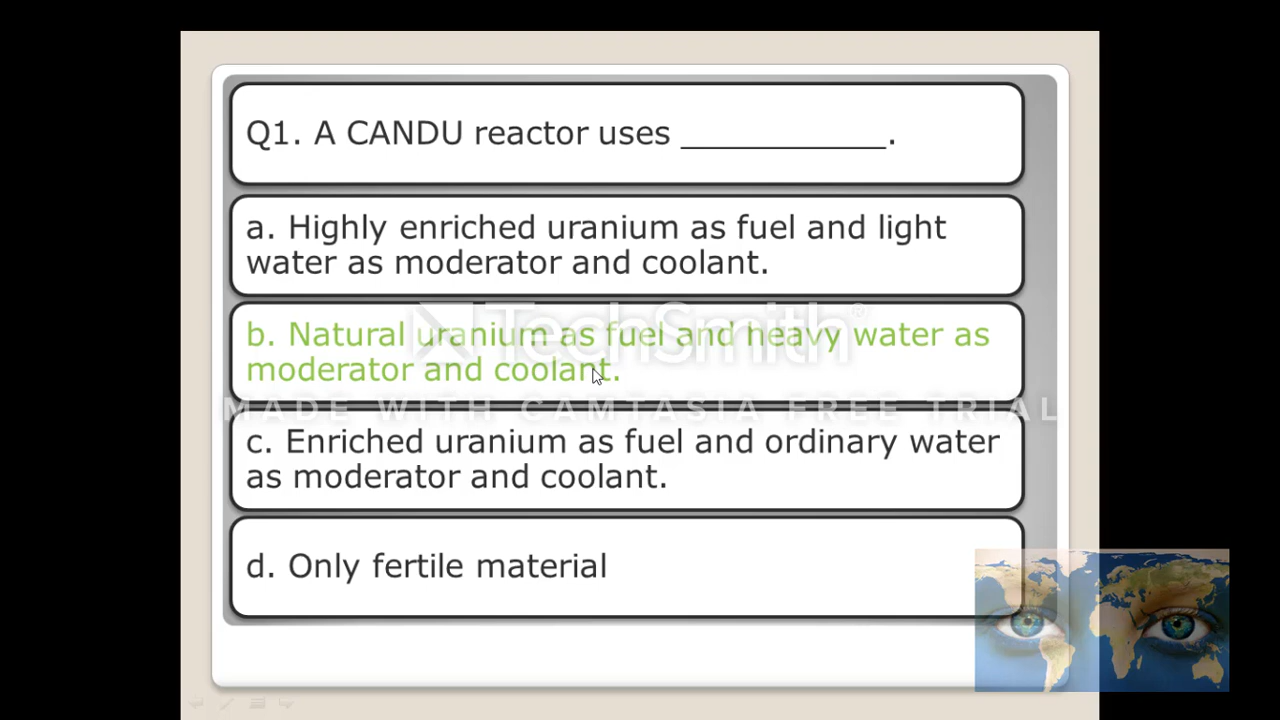 Q1. A CANDU reactor uses ____________.
a. Highly enriched uranium as fuel and light
water as moderator and coolant.
b. Natural uranium as fuel and heavy water as
moderator and coolant.
TechSmith®
MADE WITH CAMTASIA FREE TRIAL
c. Enriched uranium as fuel and ordinary water
as moderator and coolant.
d. Only fertile material